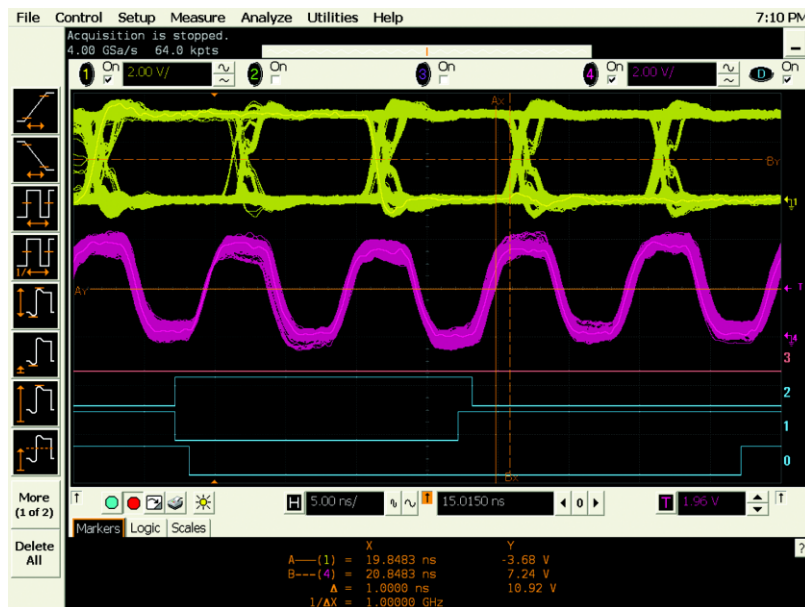 File Control Setup Measure Analyze Utilities Help 7:10 PM
Acquisition is stopped.
4.00 GSa/s 64.0 kpts
1 On 2.00 V/ 2 On 3 On 4 On 2.00 V/ D On
Ax
By
1
Ay
T
4
3
2
1
0
Bx
1/
More
(1 of 2)
Delete
All
H 5.00 ns/ T 15.0150 ns 0 T 1.96 V
Markers Logic Scales
?
X Y
A——(1) = 19.8483 ns -3.68 V
B---(4) = 20.8483 ns 7.24 V
Δ = 1.0000 ns 10.92 V
1/ΔX = 1.00000 GHz